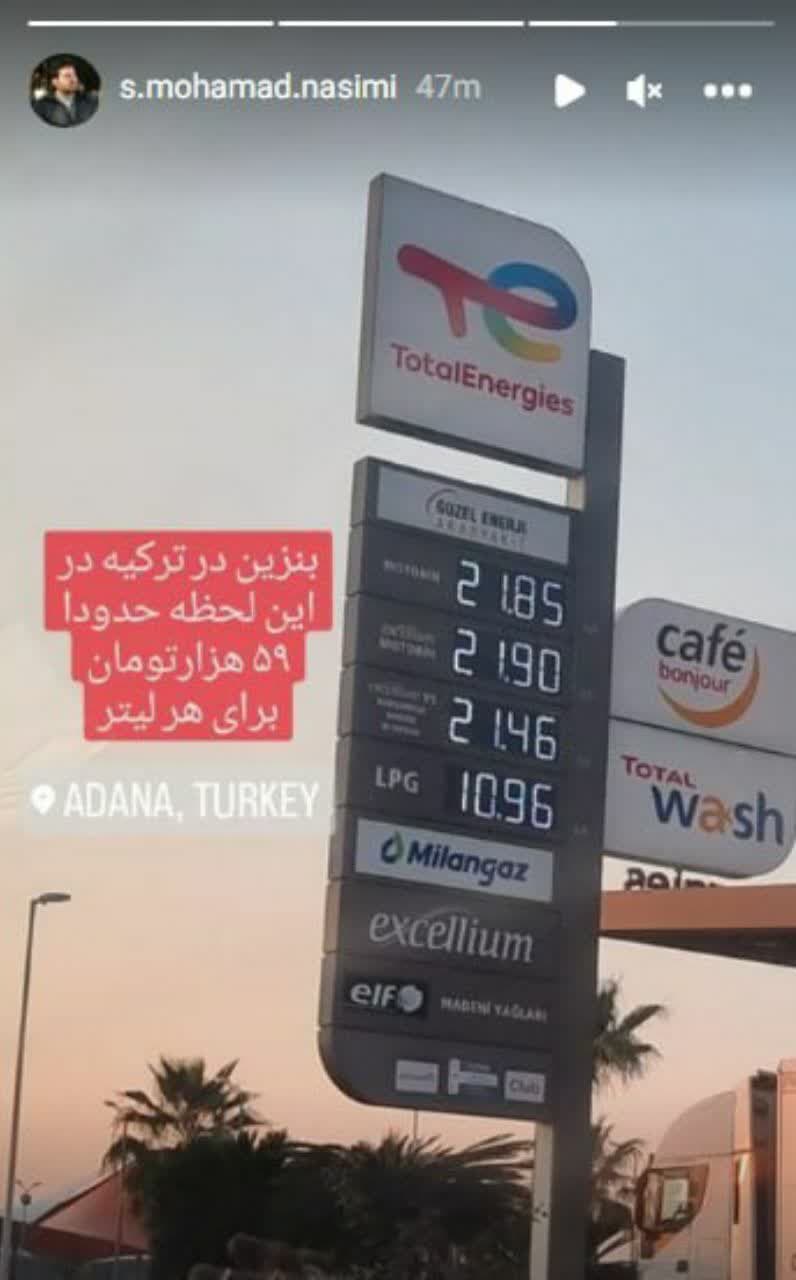 s.mohamad.nasimi 47m
TotalEnergies
GÜZEL ENERJİ
AKARYAKIT
MOTORİN 21.85
excellium
MOTORİN 21.90
21.46
LPG 10.96
Milangaz
excellium
elf MADENİ YAĞLARI
Club
café
bonjour
TOTAL
wash
بنزین در ترکیه در
این لحظه حدودا
۵۹ هزارتومان
برای هر لیتر
ADANA, TURKEY